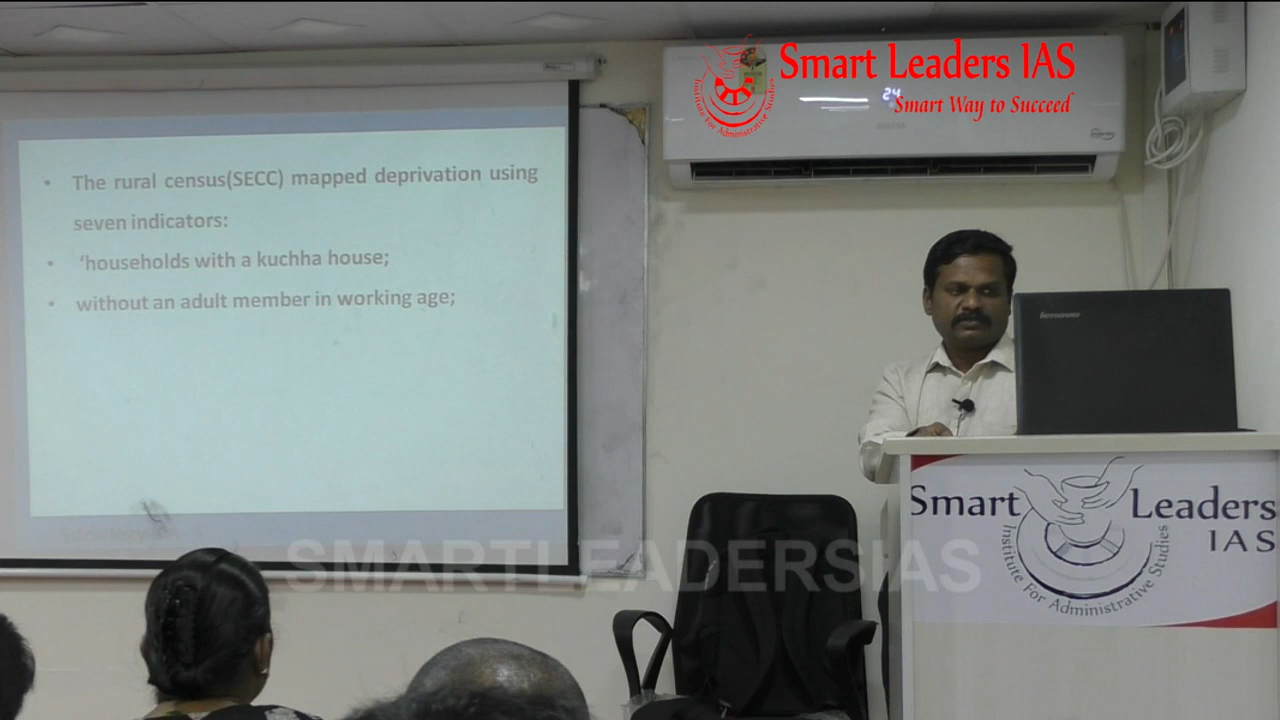 • The rural census(SECC) mapped deprivation using
seven indicators:
• ‘households with a kuchha house;
• without an adult member in working age;
Smart Leaders IAS
Smart Way to Succeed
Institute For Administrative Studies
24
lenovo
Smart Leaders
IAS
Institute For Administrative Studies
SMARTLEADERSIAS